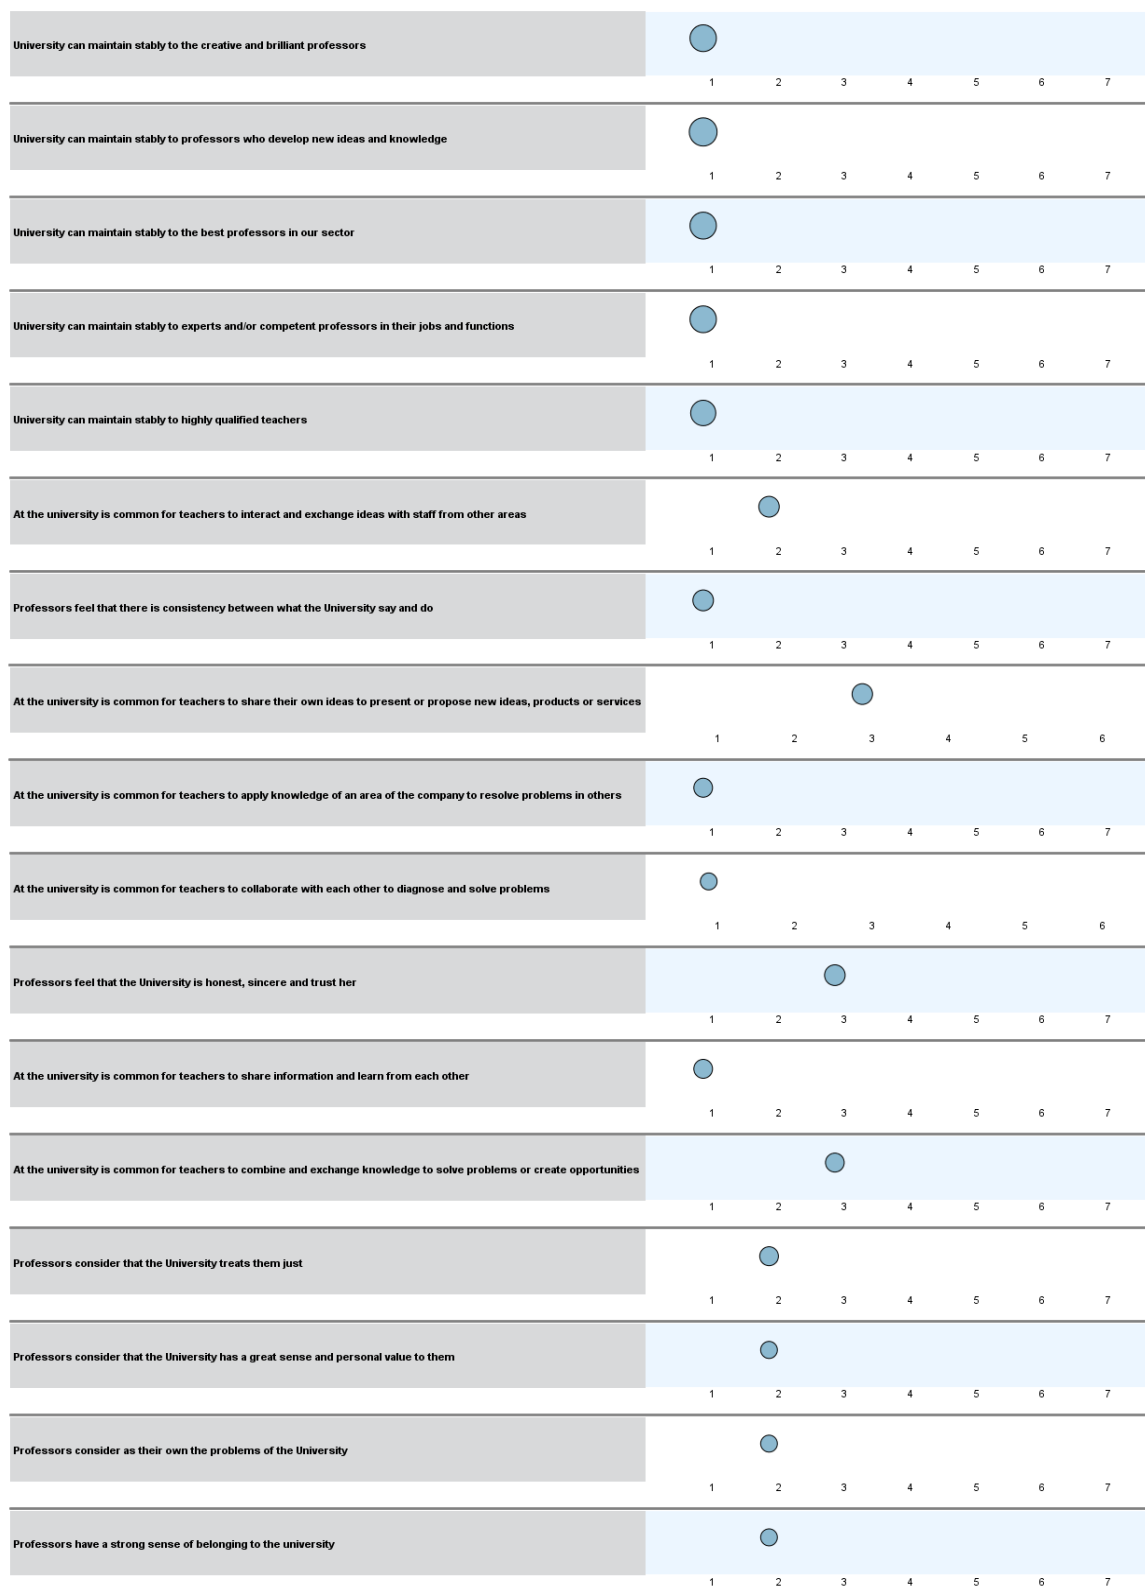 University can maintain stably to the creative and brilliant professors
1 2 3 4 5 6 7
University can maintain stably to professors who develop new ideas and knowledge
1 2 3 4 5 6 7
University can maintain stably to the best professors in our sector
1 2 3 4 5 6 7
University can maintain stably to experts and/or competent professors in their jobs and functions
1 2 3 4 5 6 7
University can maintain stably to highly qualified teachers
1 2 3 4 5 6 7
At the university is common for teachers to interact and exchange ideas with staff from other areas
1 2 3 4 5 6 7
Professors feel that there is consistency between what the University say and do
1 2 3 4 5 6 7
At the university is common for teachers to share their own ideas to present or propose new ideas, products or services
1 2 3 4 5 6
At the university is common for teachers to apply knowledge of an area of the company to resolve problems in others
1 2 3 4 5 6 7
At the university is common for teachers to collaborate with each other to diagnose and solve problems
1 2 3 4 5 6
Professors feel that the University is honest, sincere and trust her
1 2 3 4 5 6 7
At the university is common for teachers to share information and learn from each other
1 2 3 4 5 6 7
At the university is common for teachers to combine and exchange knowledge to solve problems or create opportunities
1 2 3 4 5 6 7
Professors consider that the University treats them just
1 2 3 4 5 6 7
Professors consider that the University has a great sense and personal value to them
1 2 3 4 5 6 7
Professors consider as their own the problems of the University
1 2 3 4 5 6 7
Professors have a strong sense of belonging to the university
1 2 3 4 5 6 7